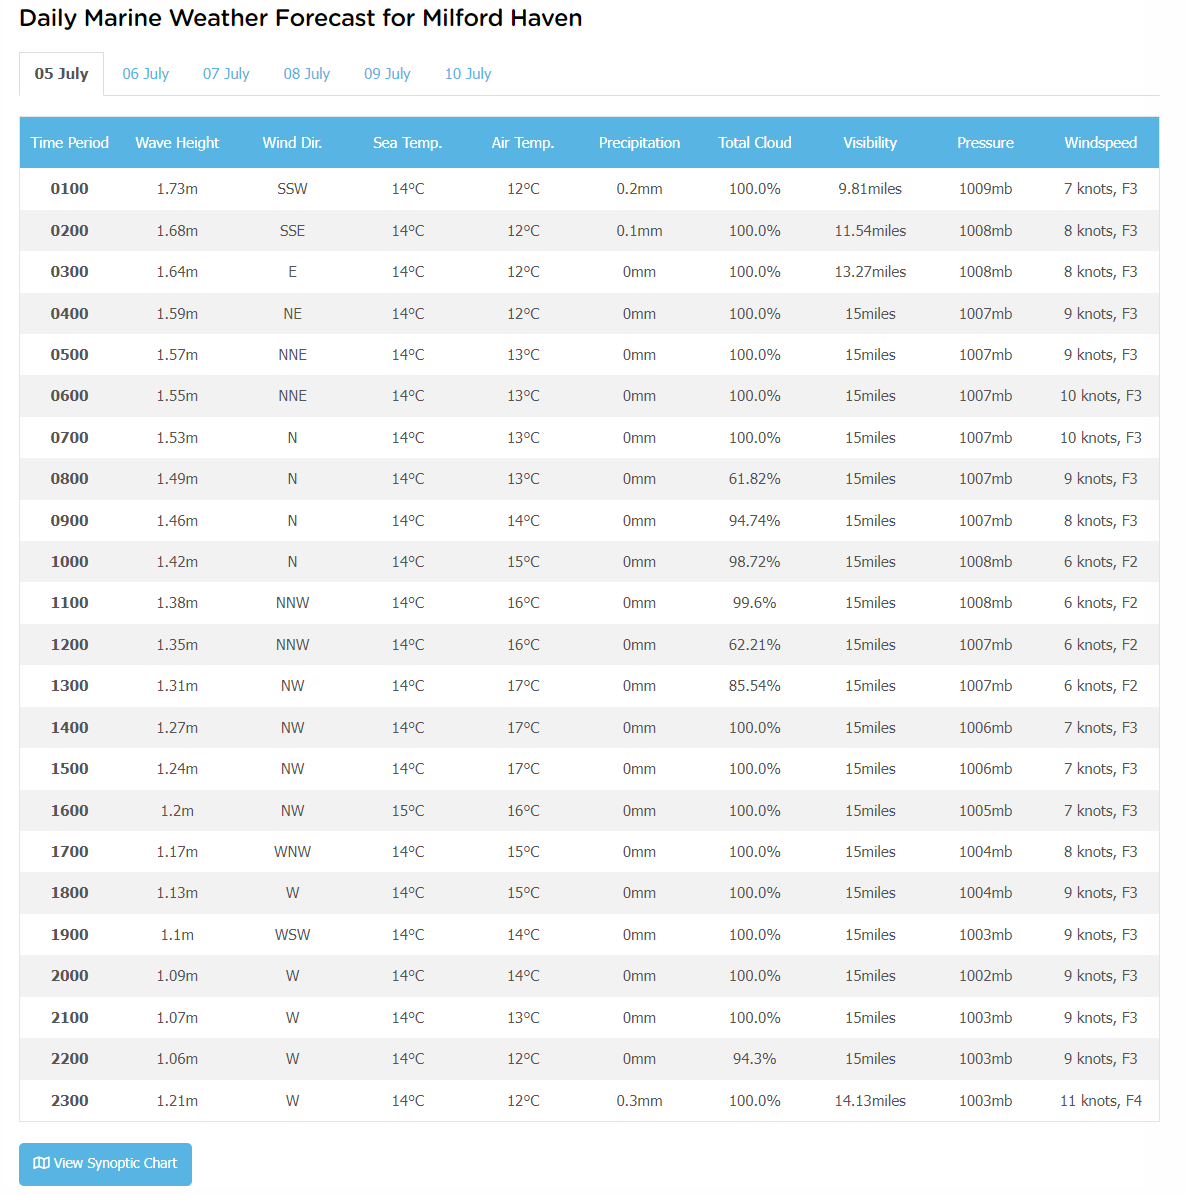 Daily Marine Weather Forecast for Milford Haven
05 July 06 July 07 July 08 July 09 July 10 July
Time Period Wave Height Wind Dir. Sea Temp. Air Temp. Precipitation Total Cloud Visibility Pressure Windspeed
0100 1.73m SSW 14°C 12°C 0.2mm 100.0% 9.81miles 1009mb 7 knots, F3
0200 1.68m SSE 14°C 12°C 0.1mm 100.0% 11.54miles 1008mb 8 knots, F3
0300 1.64m E 14°C 12°C 0mm 100.0% 13.27miles 1008mb 8 knots, F3
0400 1.59m NE 14°C 12°C 0mm 100.0% 15miles 1007mb 9 knots, F3
0500 1.57m NNE 14°C 13°C 0mm 100.0% 15miles 1007mb 9 knots, F3
0600 1.55m NNE 14°C 13°C 0mm 100.0% 15miles 1007mb 10 knots, F3
0700 1.53m N 14°C 13°C 0mm 100.0% 15miles 1007mb 10 knots, F3
0800 1.49m N 14°C 13°C 0mm 61.82% 15miles 1007mb 9 knots, F3
0900 1.46m N 14°C 14°C 0mm 94.74% 15miles 1007mb 8 knots, F3
1000 1.42m N 14°C 15°C 0mm 98.72% 15miles 1008mb 6 knots, F2
1100 1.38m NNW 14°C 16°C 0mm 99.6% 15miles 1008mb 6 knots, F2
1200 1.35m NNW 14°C 16°C 0mm 62.21% 15miles 1007mb 6 knots, F2
1300 1.31m NW 14°C 17°C 0mm 85.54% 15miles 1007mb 6 knots, F2
1400 1.27m NW 14°C 17°C 0mm 100.0% 15miles 1006mb 7 knots, F3
1500 1.24m NW 14°C 17°C 0mm 100.0% 15miles 1006mb 7 knots, F3
1600 1.2m NW 15°C 16°C 0mm 100.0% 15miles 1005mb 7 knots, F3
1700 1.17m WNW 14°C 15°C 0mm 100.0% 15miles 1004mb 8 knots, F3
1800 1.13m W 14°C 15°C 0mm 100.0% 15miles 1004mb 9 knots, F3
1900 1.1m WSW 14°C 14°C 0mm 100.0% 15miles 1003mb 9 knots, F3
2000 1.09m W 14°C 14°C 0mm 100.0% 15miles 1002mb 9 knots, F3
2100 1.07m W 14°C 13°C 0mm 100.0% 15miles 1003mb 9 knots, F3
2200 1.06m W 14°C 12°C 0mm 94.3% 15miles 1003mb 9 knots, F3
2300 1.21m W 14°C 12°C 0.3mm 100.0% 14.13miles 1003mb 11 knots, F4
View Synoptic Chart